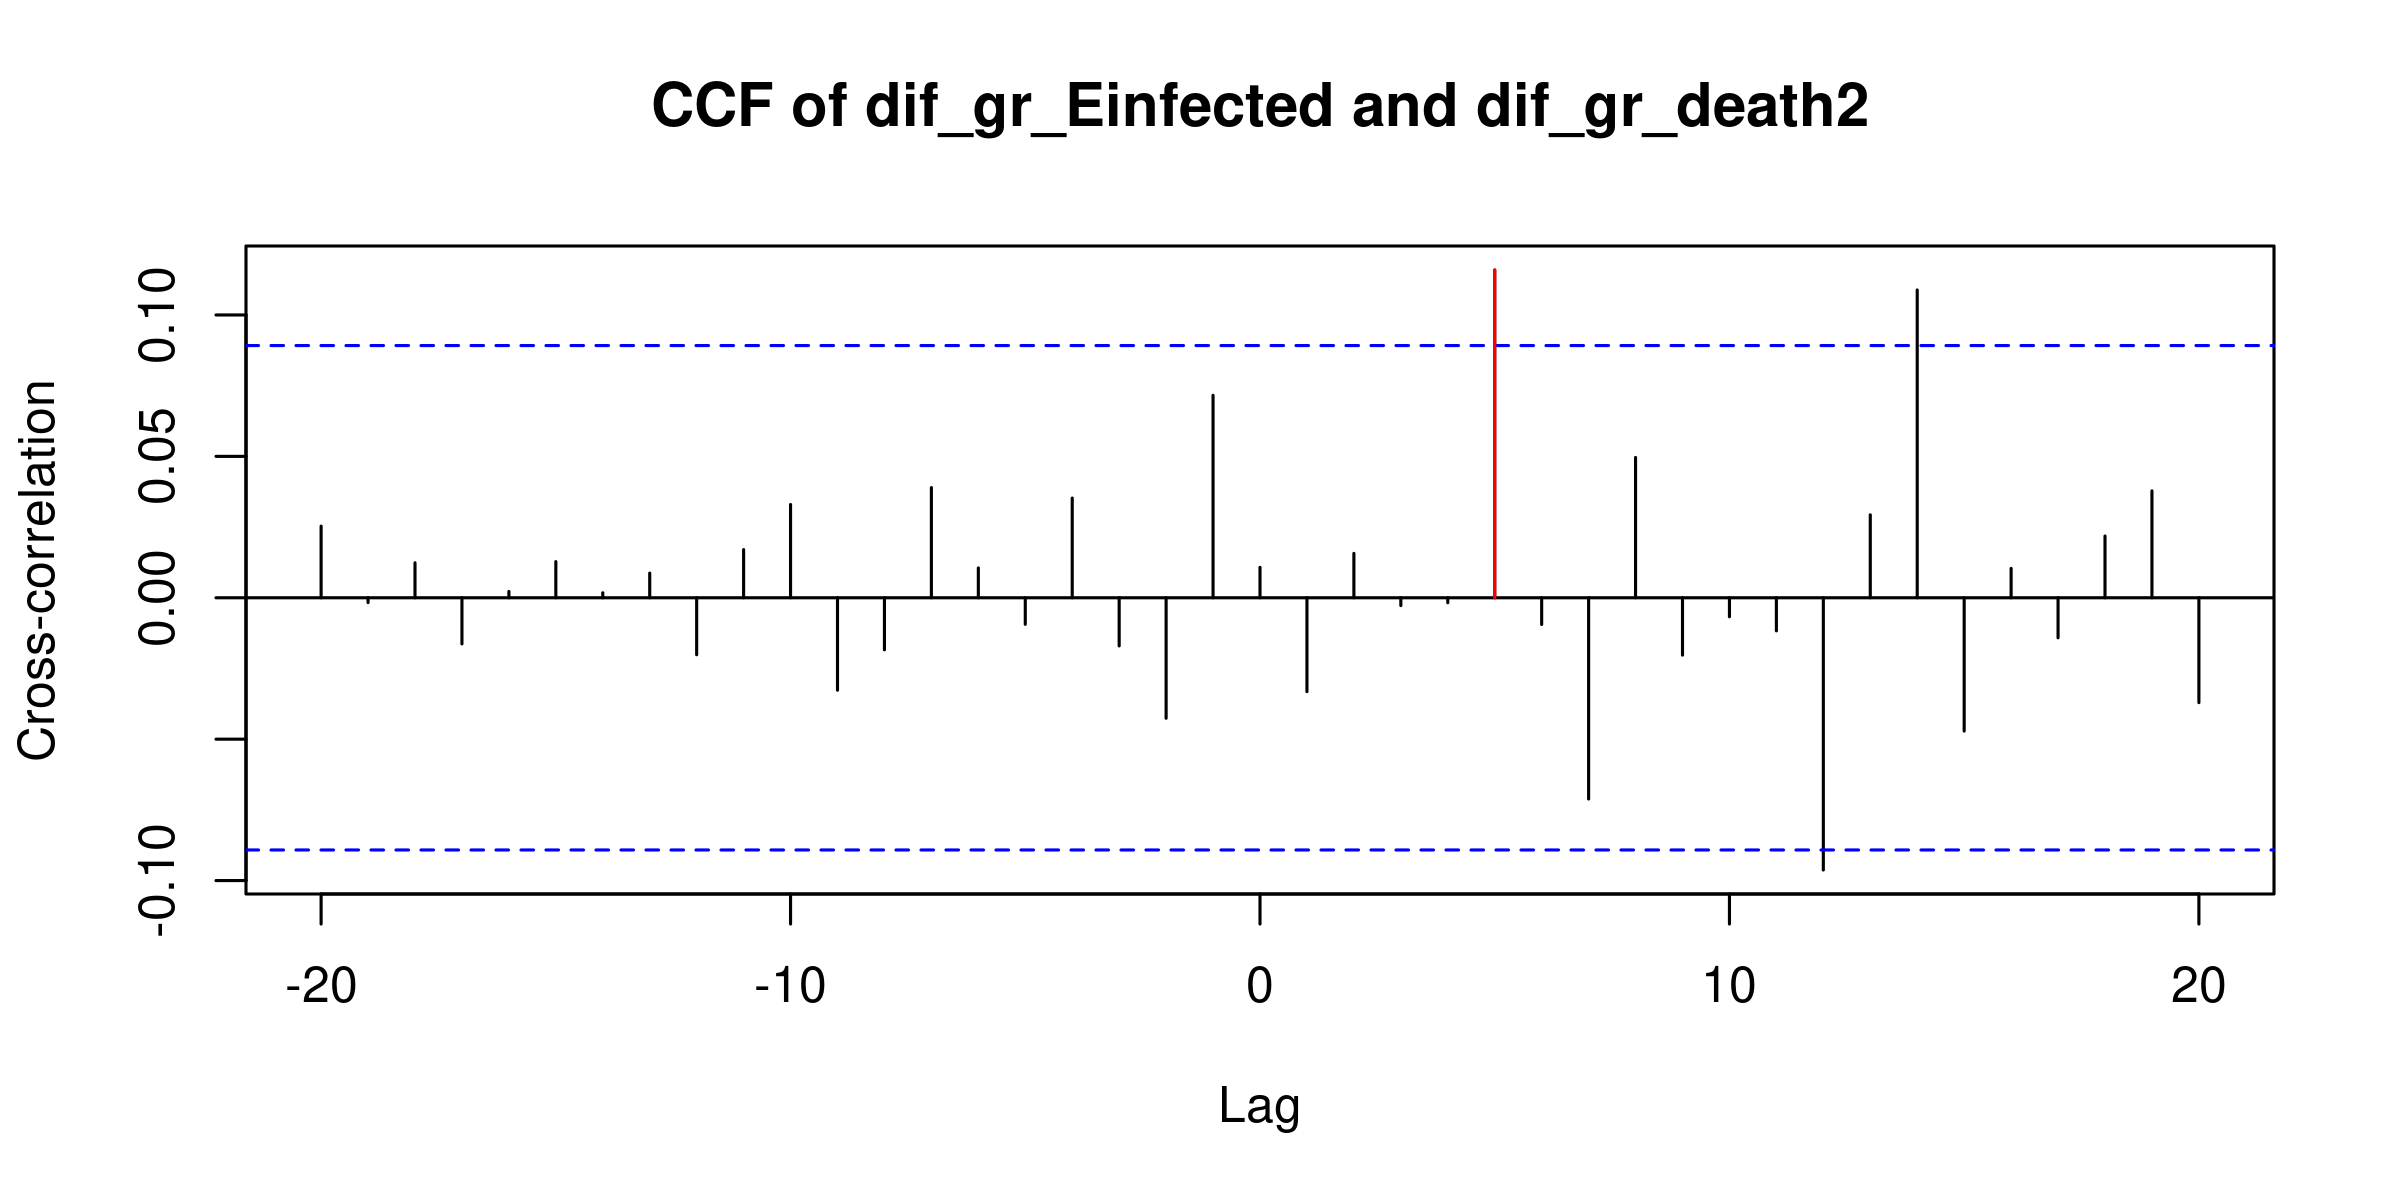 CCF of dif_gr_Einfected and dif_gr_death2
Cross-correlation
0.10
0.05
0.00
-0.10
-20 -10 0 10 20
Lag